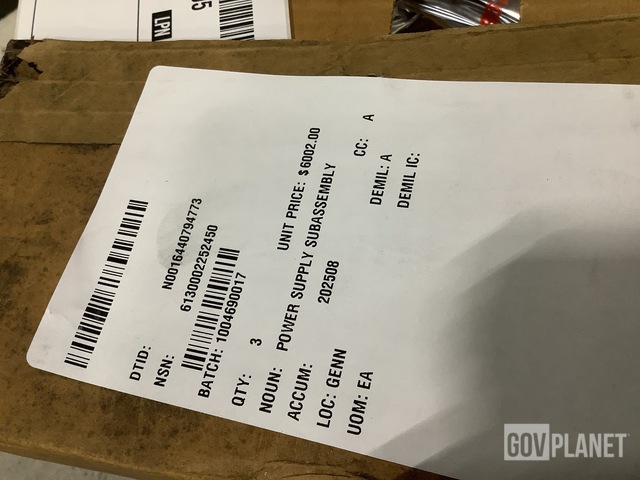 LPN
DTID: N0016440794773
NSN: 6130002252450
BATCH: 1004690017
QTY: 3 UNIT PRICE: $ 6002.00
NOUN: POWER SUPPLY SUBASSEMBLY
ACCUM: 202508 CC: A
LOC: GENN DEMIL: A
UOM: EA DEMIL IC:
GOVPLANET